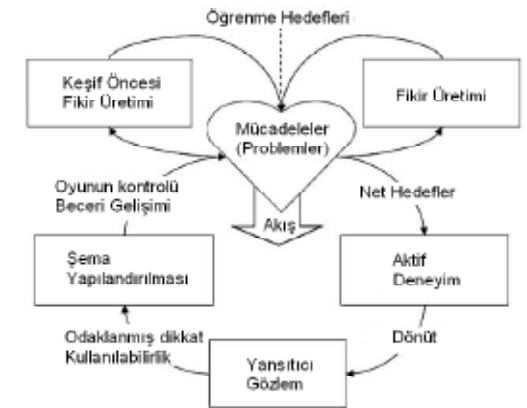 Öğrenme Hedefleri
Keşif Öncesi
Fikir Üretimi
Fikir Üretimi
Mücadeleler
(Problemler)
Oyunun kontrolü
Beceri Gelişimi
Net Hedefler
Akış
Şema
Yapılandırılması
Aktif
Deneyim
Odaklanmış dikkat
Kullanılabilirlik
Dönüt
Yansıtıcı
Gözlem